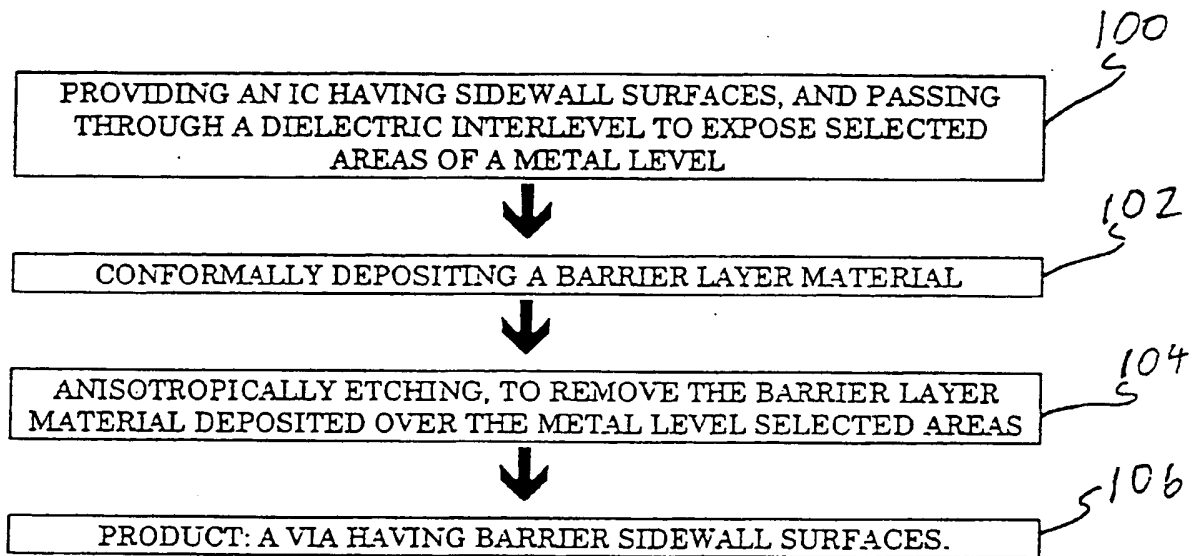 100
PROVIDING AN IC HAVING SIDEWALL SURFACES, AND PASSING
THROUGH A DIELECTRIC INTERLEVEL TO EXPOSE SELECTED
AREAS OF A METAL LEVEL
102
CONFORMALLY DEPOSITING A BARRIER LAYER MATERIAL
104
ANISOTROPICALLY ETCHING, TO REMOVE THE BARRIER LAYER
MATERIAL DEPOSITED OVER THE METAL LEVEL SELECTED AREAS
106
PRODUCT: A VIA HAVING BARRIER SIDEWALL SURFACES.